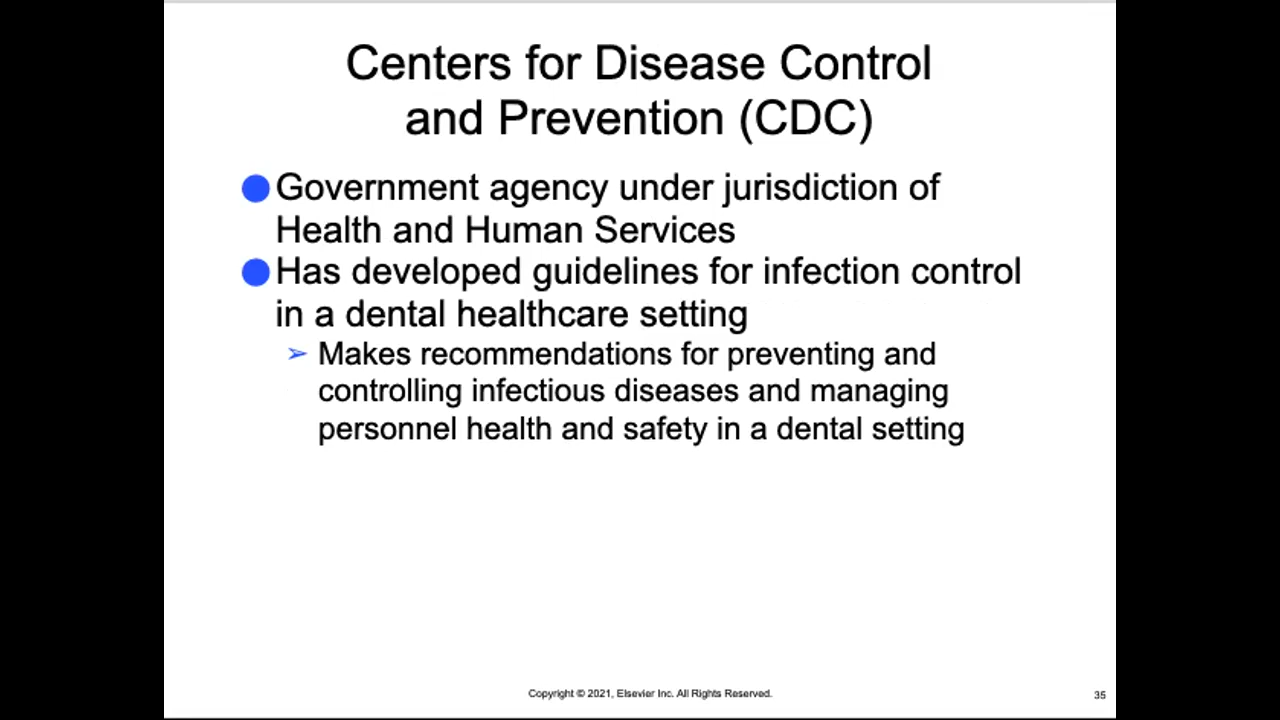 Centers for Disease Control
and Prevention (CDC)
Government agency under jurisdiction of
Health and Human Services
Has developed guidelines for infection control
in a dental healthcare setting
Makes recommendations for preventing and
controlling infectious diseases and managing
personnel health and safety in a dental setting
Copyright © 2021, Elsevier Inc. All Rights Reserved.
35